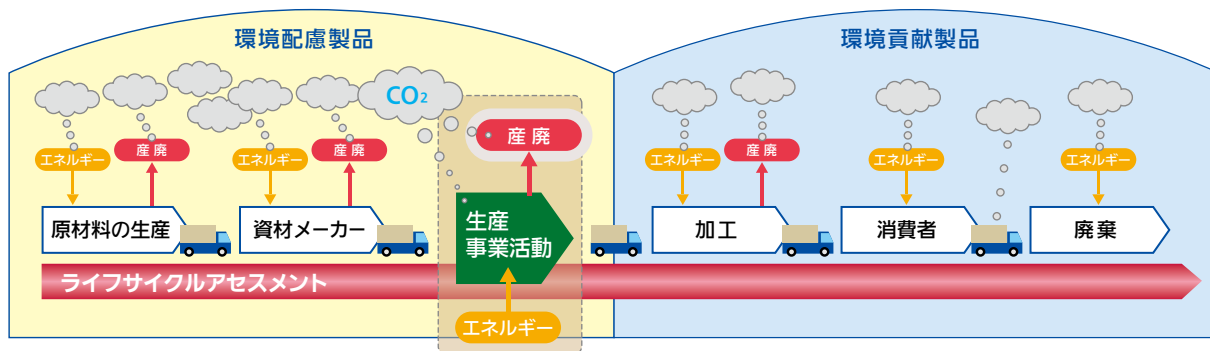 環境配慮製品
環境貢献製品
CO₂
産廃
エネルギー
産廃
エネルギー
産廃
エネルギー
産廃
エネルギー
エネルギー
原材料の生産
資材メーカー
生産
事業活動
加工
消費者
廃棄
ライフサイクルアセスメント
エネルギー